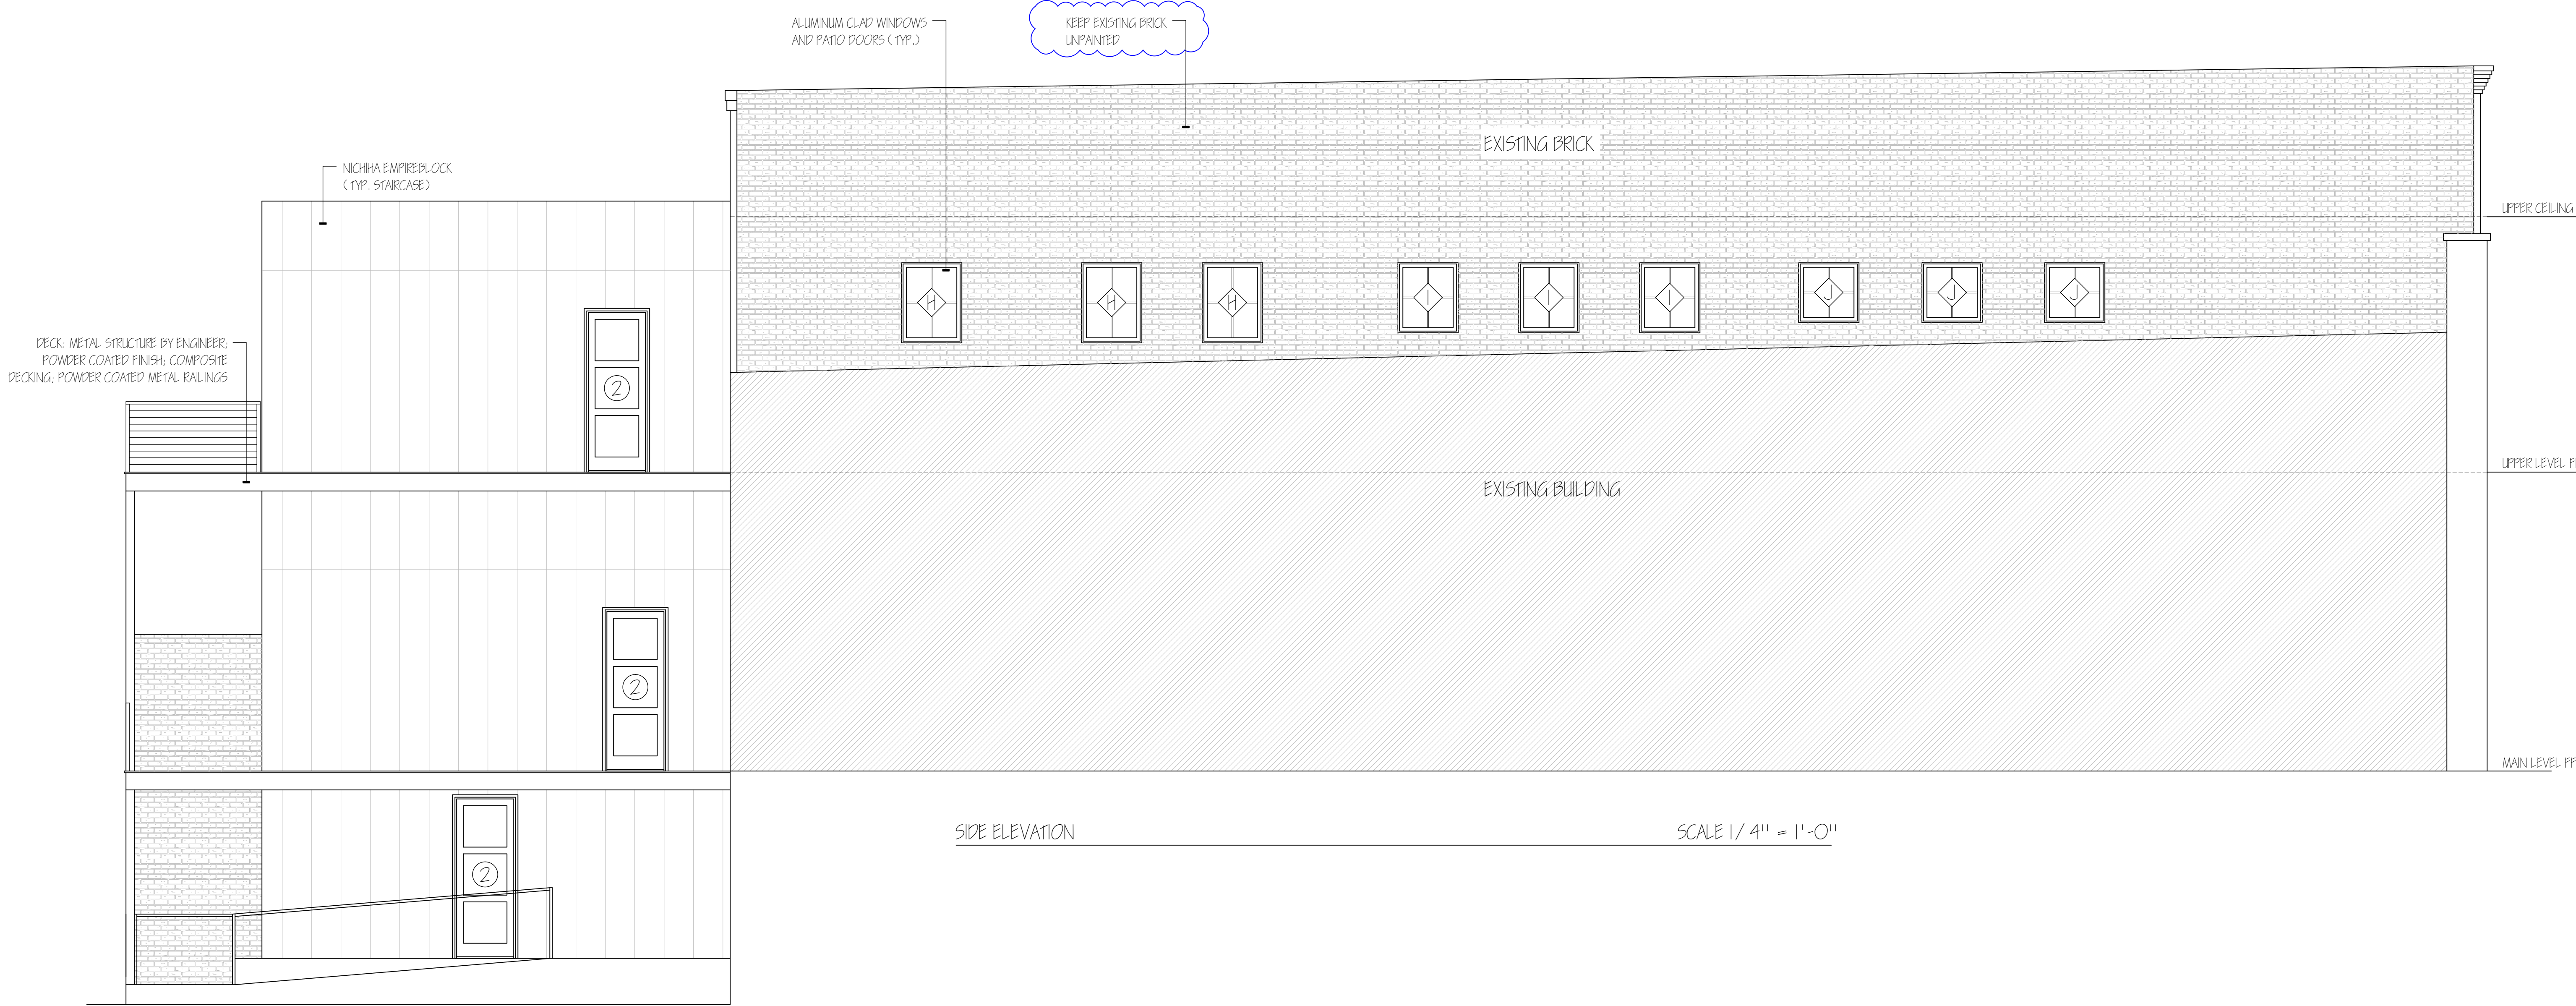 ALUMINUM CLAD WINDOWS
AND PATIO DOORS (TYP.)
KEEP EXISTING BRICK
UNPAINTED
EXISTING BRICK
NICHIHA EMPIREBLOCK
(TYP. STAIRCASE)
UPPER CEILING
H
H
H
I
I
I
J
J
J
DECK: METAL STRUCTURE BY ENGINEER;
POWDER COATED FINISH; COMPOSITE
DECKING; POWDER COATED METAL RAILINGS
2
UPPER LEVEL F
EXISTING BUILDING
2
MAIN LEVEL FF
SIDE ELEVATION
SCALE 1/4" = 1'-0"
2